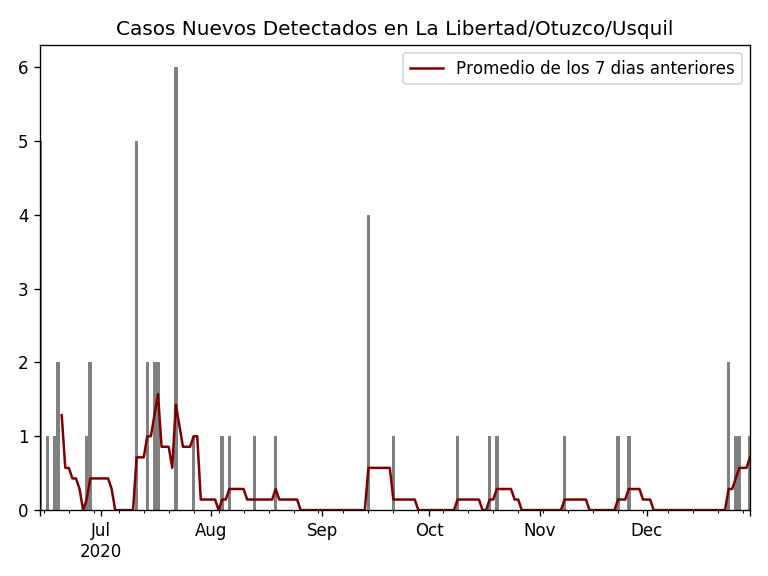 Casos Nuevos Detectados en La Libertad/Otuzco/Usquil
Promedio de los 7 dias anteriores
6
5
4
3
2
1
0
Jul Aug Sep Oct Nov Dec
2020